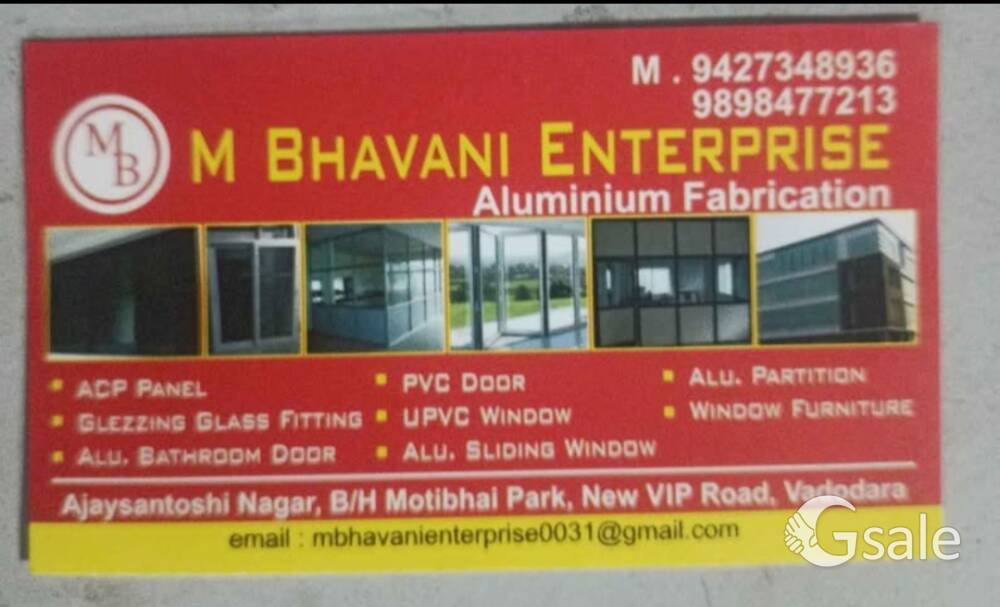 M . 9427348936
9898477213
MB
M BHAVANI ENTERPRISE
Aluminium Fabrication
ACP PANEL
GLEZZING GLASS FITTING
ALU. BATHROOM DOOR
PVC DOOR
UPVC WINDOW
ALU. SLIDING WINDOW
ALU. PARTITION
WINDOW FURNITURE
Ajaysantoshi Nagar, B/H Motibhai Park, New VIP Road, Vadodara
email : mbhavanienterprise0031@gmail.com
Gsale